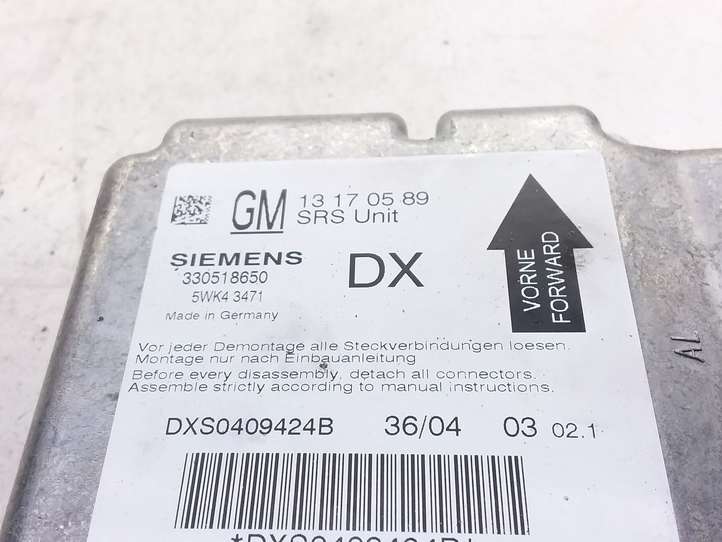 GM 13 17 05 89
SRS Unit
SIEMENS
330518650
5WK4 3471
Made in Germany
DX
VORNE
FORWARD
Vor jeder Demontage alle Steckverbindungen loesen.
Montage nur nach Einbauanleitung
Before every disassembly, detach all connectors.
Assemble strictly according to manual instructions.
DXS0409424B 36/04 03 02.1
AL